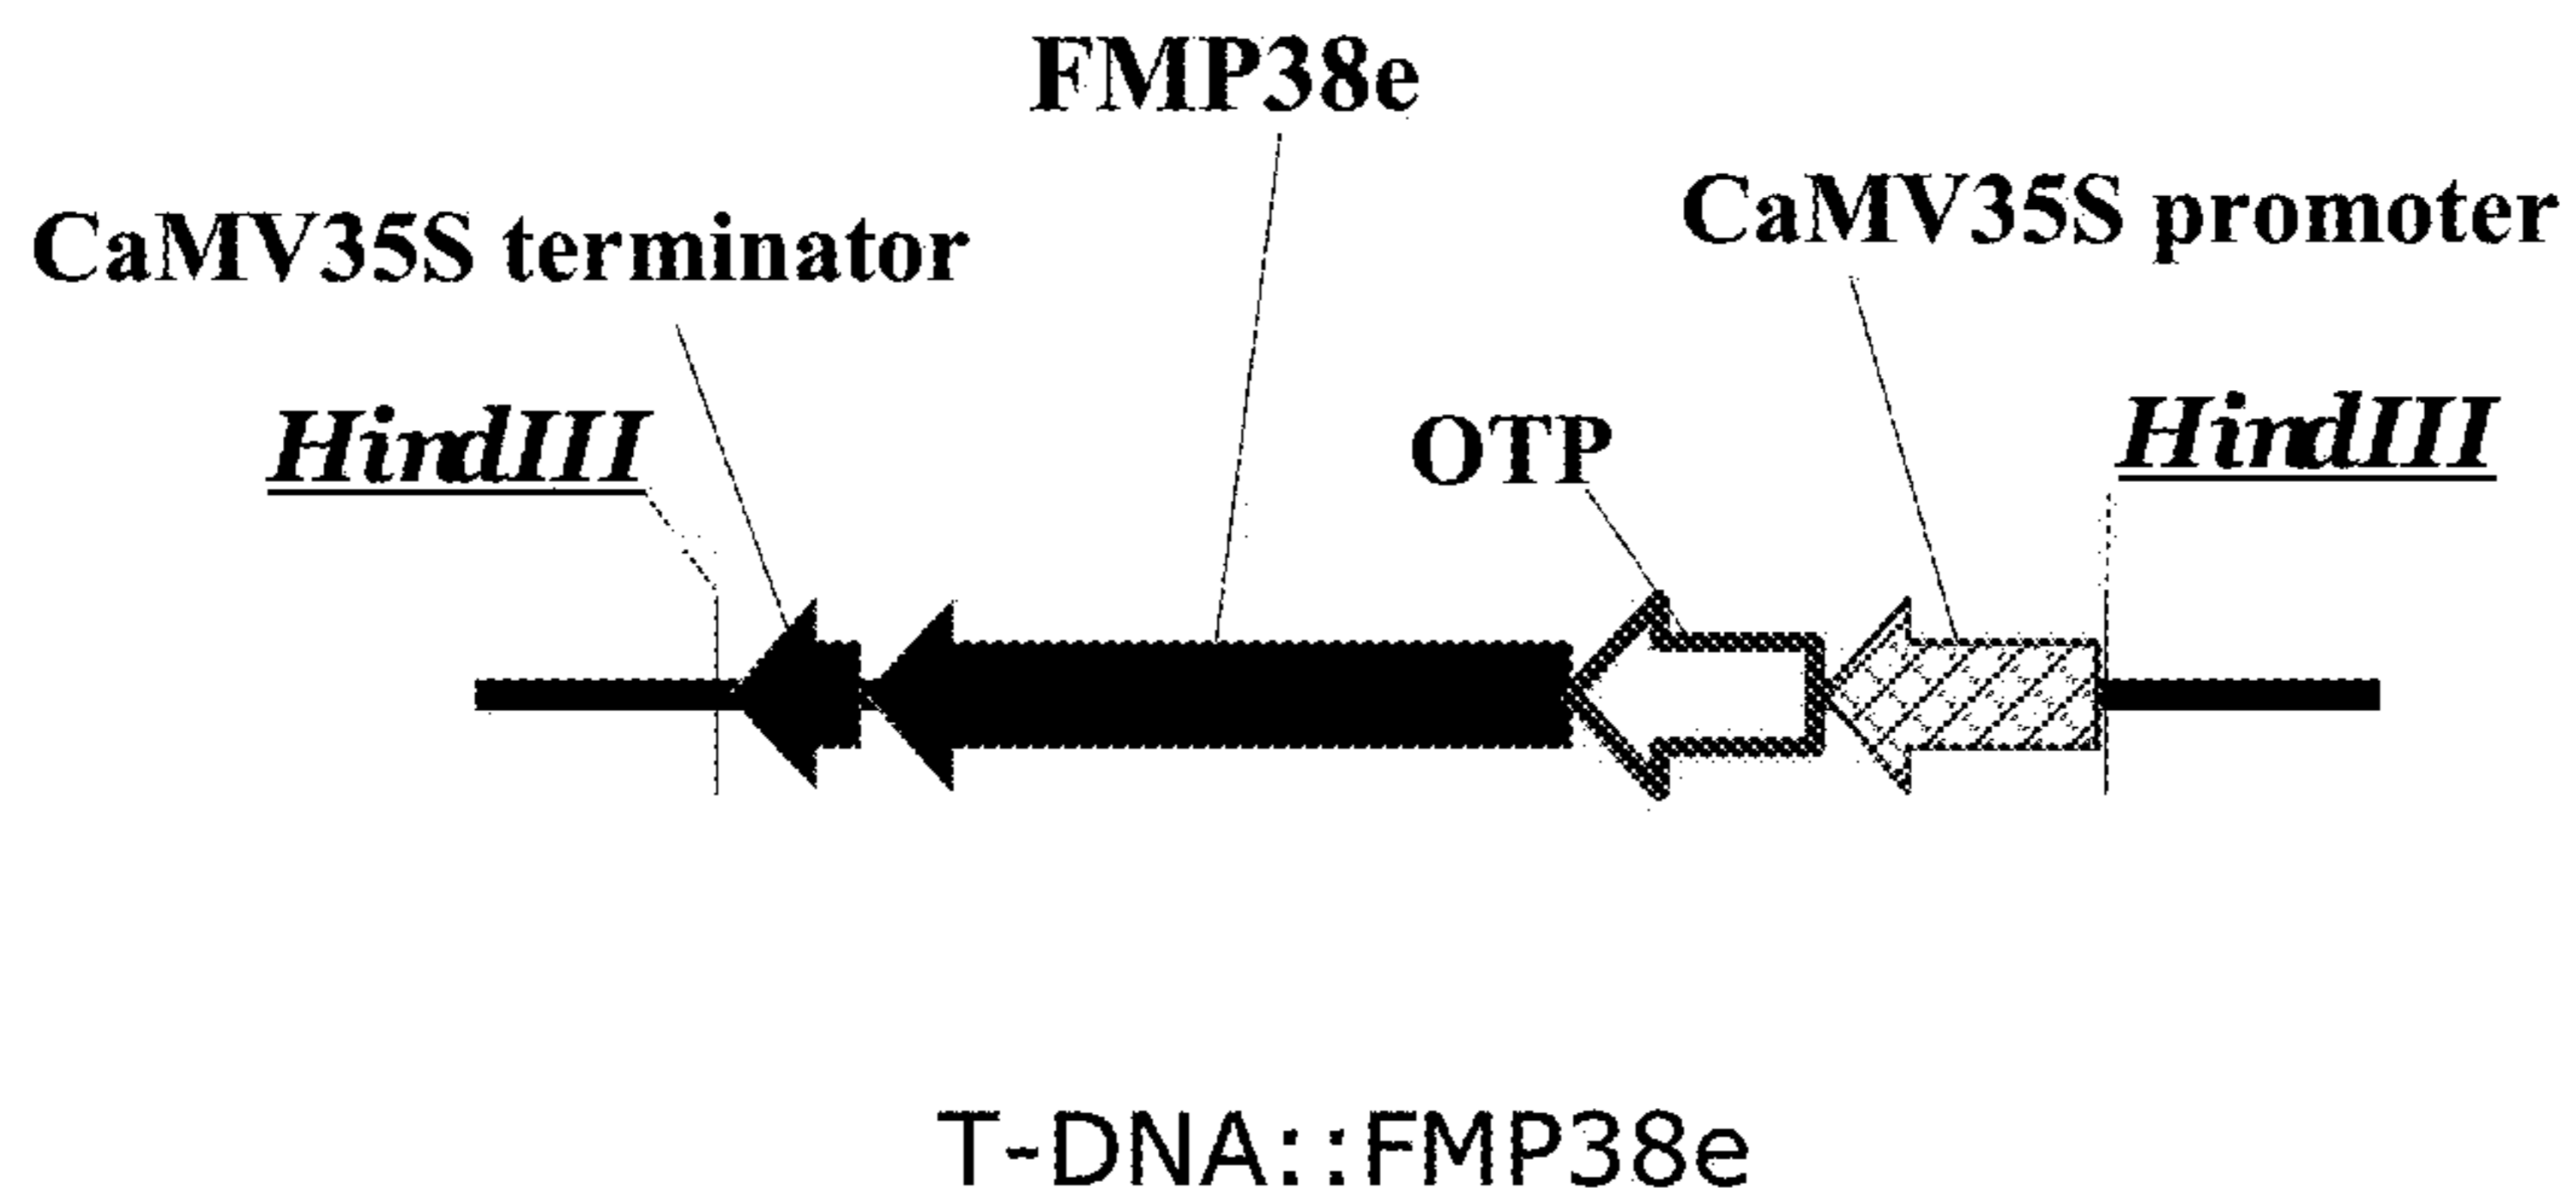 FMP38e
CaMV35S terminator
CaMV35S promoter
HindIII
OTP
HindIII
T-DNA::FMP38e